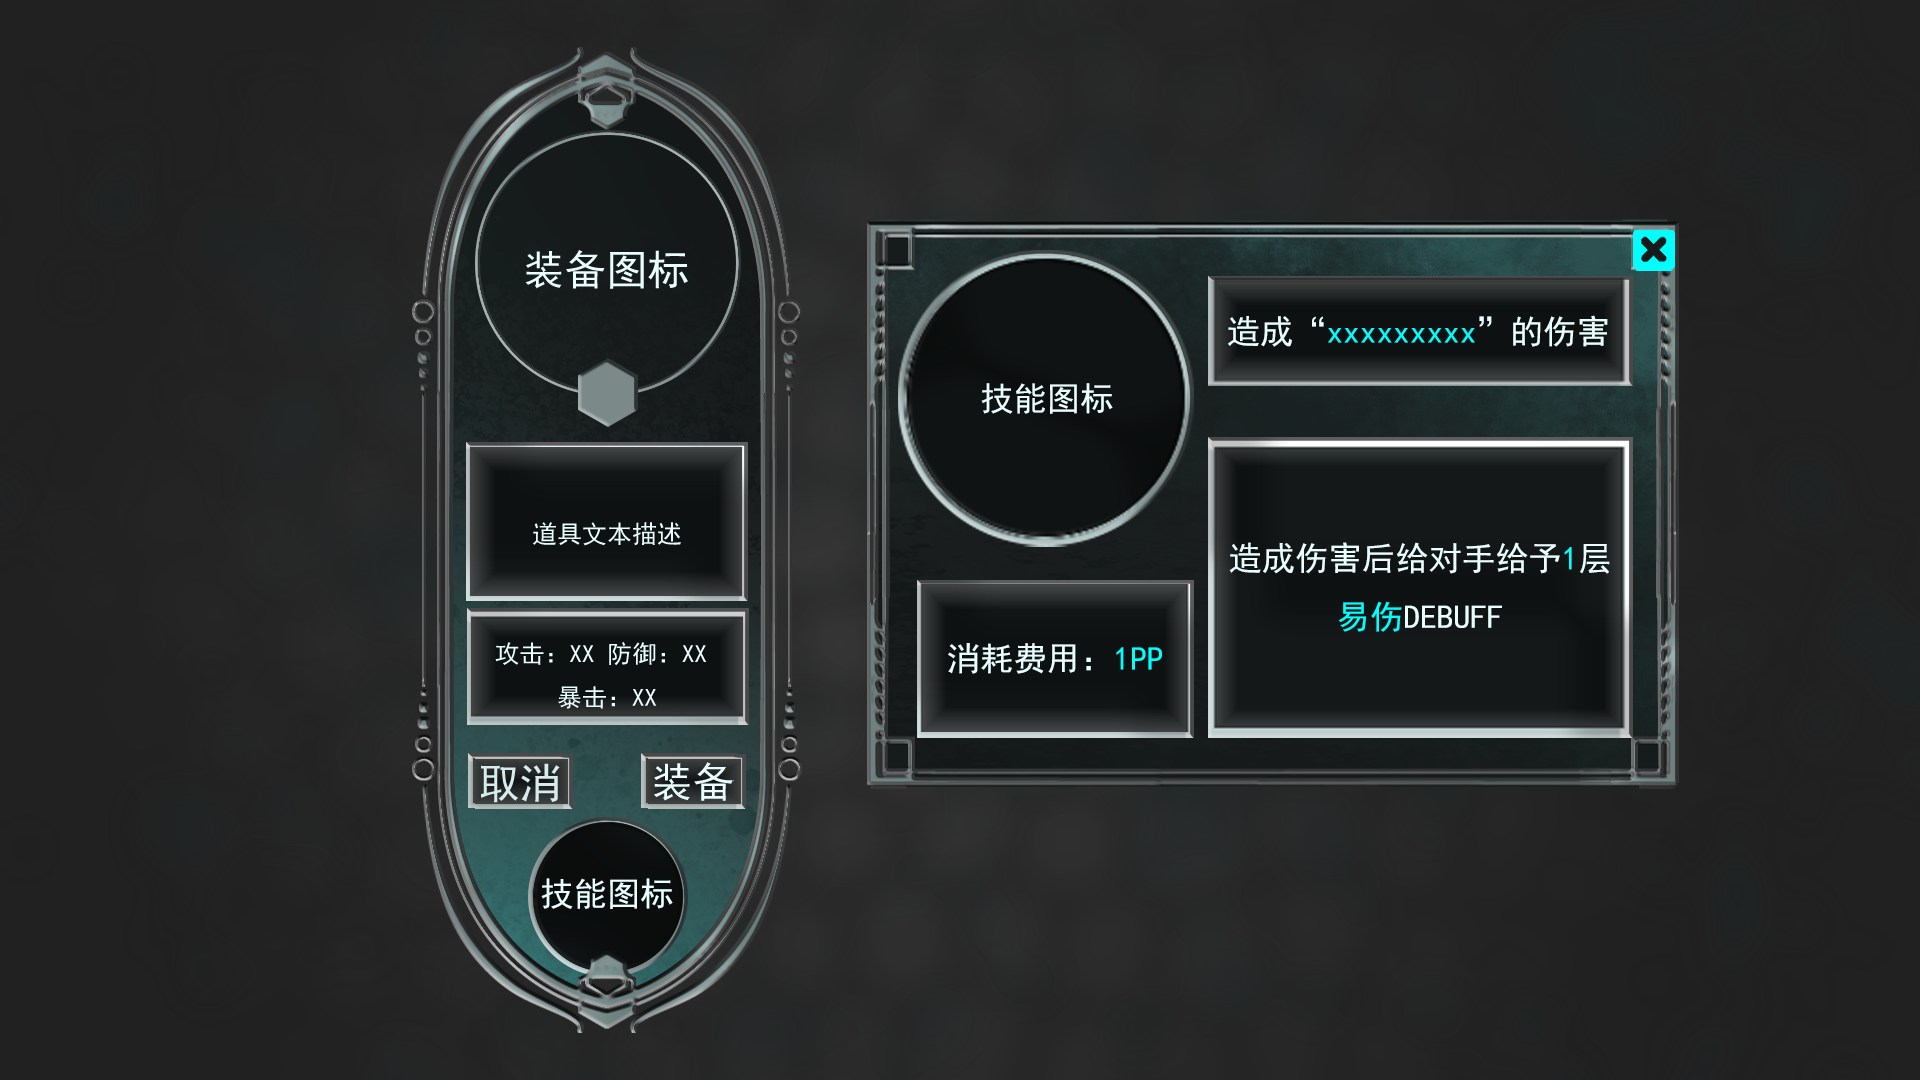 装备图标
道具文本描述
攻击：XX 防御：XX
暴击：XX
取消
装备
技能图标
技能图标
造成“xxxxxxxxx”的伤害
造成伤害后给对手给予1层
易伤DEBUFF
消耗费用：1PP